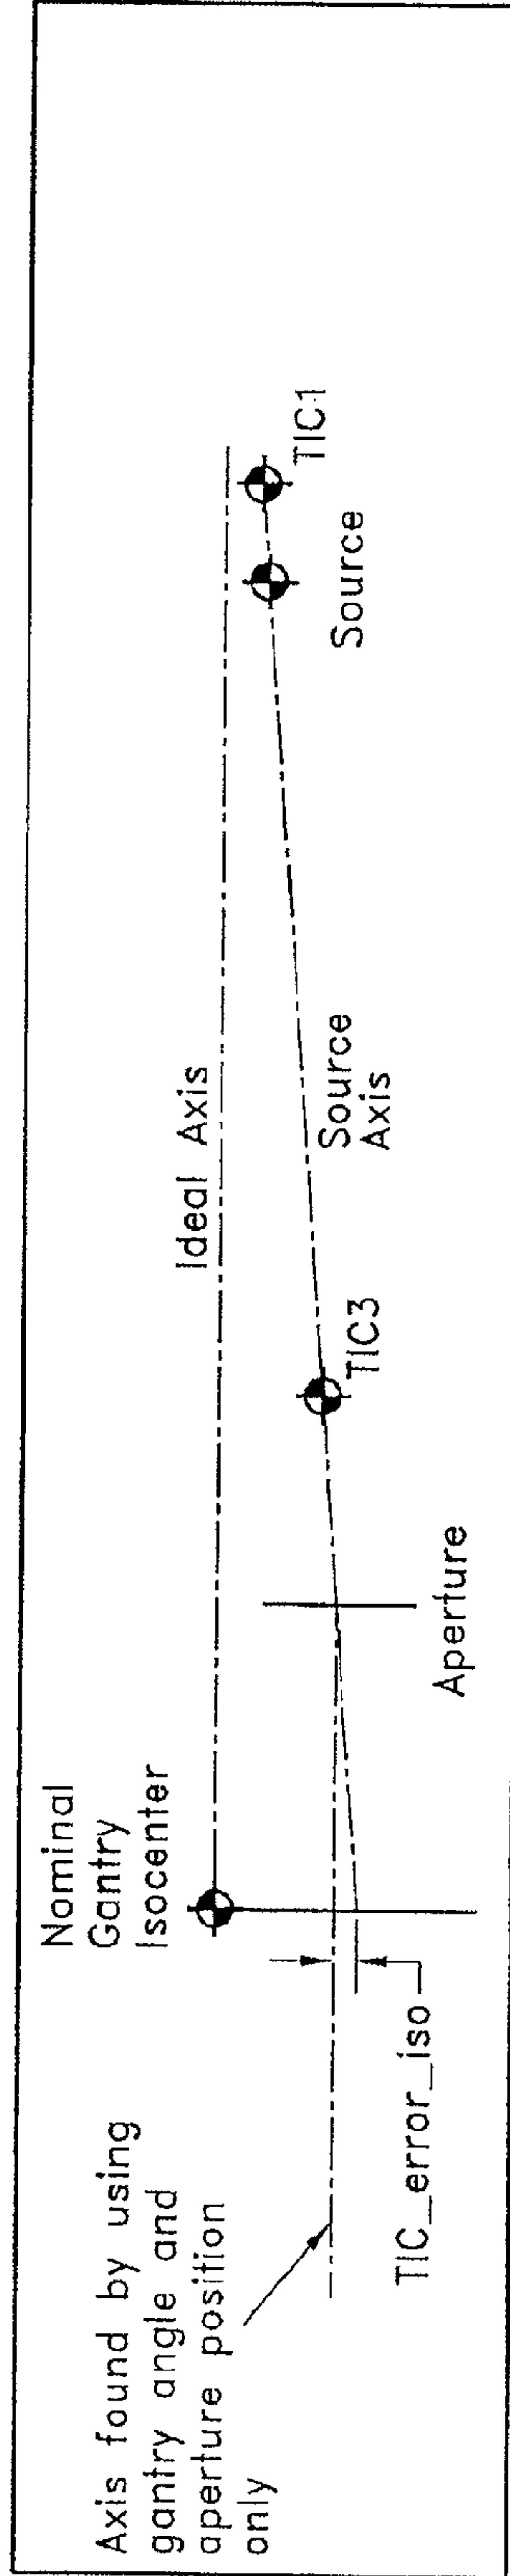 Axis found by using
gantry angle and
aperture position
only
Nominal
Gantry
Isocenter
TIC_error_iso
Ideal Axis
Aperture
TIC3
Source
Axis
Source
TIC1